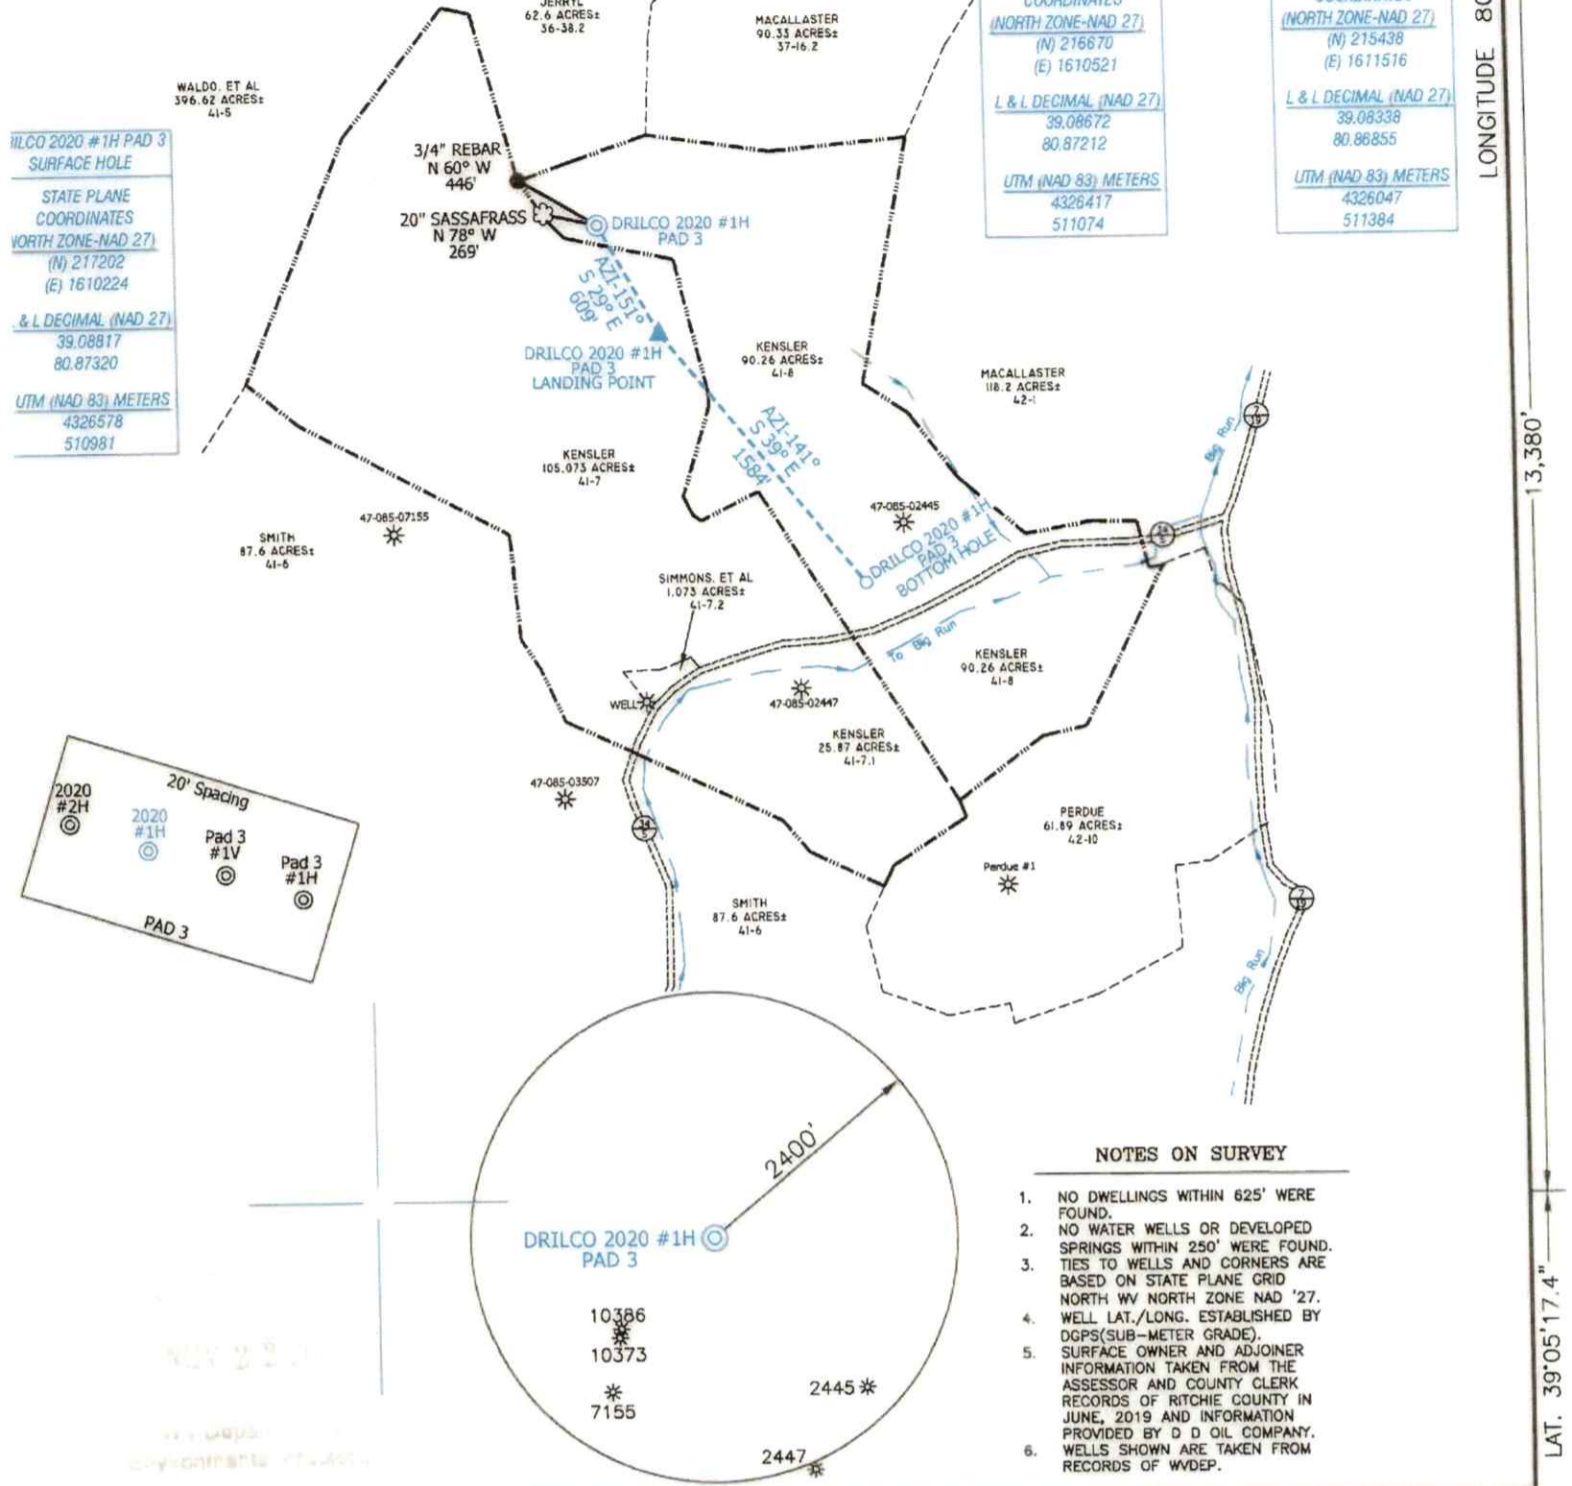 JERRYL
62.6 ACRES±
36-38.2
MACALLASTER
90.33 ACRES±
37-16.2
WALDO. ET AL
396.62 ACRES±
41-5
COORDINATES
(NORTH ZONE-NAD 27)
(N) 216670
(E) 1610521
L & L DECIMAL (NAD 27)
39.08672
80.87212
UTM (NAD 83) METERS
4326417
511074
(NORTH ZONE-NAD 27)
(N) 215438
(E) 1611516
L & L DECIMAL (NAD 27)
39.08338
80.86855
UTM (NAD 83) METERS
4326047
511384
LONGITUDE 80
RILCO 2020 #1H PAD 3
SURFACE HOLE
STATE PLANE
COORDINATES
NORTH ZONE-NAD 27)
(N) 217202
(E) 1610224
& L DECIMAL (NAD 27)
39.08817
80.87320
UTM (NAD 83) METERS
4326578
510981
3/4" REBAR
N 60° W
446'
20" SASSAFRASS
N 78° W
269'
DRILCO 2020 #1H
PAD 3
AZI-151°
S 29° E
609'
DRILCO 2020 #1H
PAD 3
LANDING POINT
KENSLER
90.26 ACRES±
41-8
MACALLASTER
118.2 ACRES±
42-1
AZI-141°
S 39° E
1584'
KENSLER
105.073 ACRES±
41-7
Big Run
7
19
13,380'
47-085-07155
SMITH
87.6 ACRES±
41-6
47-085-02445
DRILCO 2020 #1H
PAD 3
BOTTOM HOLE
SIMMONS. ET AL
1.073 ACRES±
41-7.2
To Big Run
KENSLER
90.26 ACRES±
41-8
WELL
47-085-02447
KENSLER
25.87 ACRES±
41-7.1
47-085-03507
PERDUE
61.89 ACRES±
42-10
Perdue #1
20' Spacing
2020
#2H
2020
#1H
Pad 3
#1V
Pad 3
#1H
PAD 3
SMITH
87.6 ACRES±
41-6
Big Run
2400'
DRILCO 2020 #1H
PAD 3
10386
10373
7155
2445
2447
NOTES ON SURVEY
1. NO DWELLINGS WITHIN 625' WERE
FOUND.
2. NO WATER WELLS OR DEVELOPED
SPRINGS WITHIN 250' WERE FOUND.
3. TIES TO WELLS AND CORNERS ARE
BASED ON STATE PLANE GRID
NORTH WV NORTH ZONE NAD '27.
4. WELL LAT./LONG. ESTABLISHED BY
DGPS(SUB-METER GRADE).
5. SURFACE OWNER AND ADJOINER
INFORMATION TAKEN FROM THE
ASSESSOR AND COUNTY CLERK
RECORDS OF RITCHIE COUNTY IN
JUNE, 2019 AND INFORMATION
PROVIDED BY D D OIL COMPANY.
6. WELLS SHOWN ARE TAKEN FROM
RECORDS OF WVDEP.
LAT. 39°05'17.4"